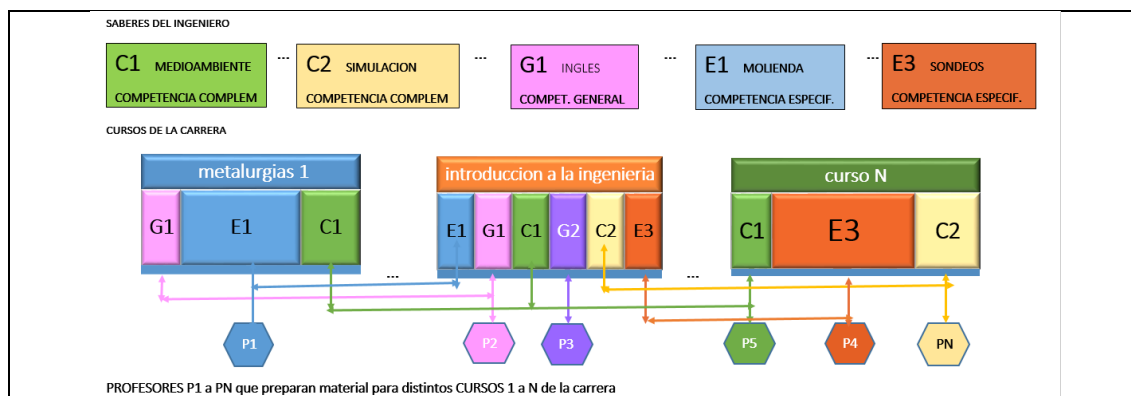 SABERES DEL INGENIERO
C1 MEDIOAMBIENTE
COMPETENCIA COMPLEM
...
C2 SIMULACION
COMPETENCIA COMPLEM
...
G1 INGLES
COMPET. GENERAL
...
E1 MOLIENDA
COMPETENCIA ESPECIF.
...
E3 SONDEOS
COMPETENCIA ESPECIF.
CURSOS DE LA CARRERA
metalurgias 1
G1 E1 C1
...
introduccion a la ingenieria
E1 G1 C1 G2 C2 E3
...
curso N
C1 E3 C2
P1 P2 P3 P5 P4 PN
PROFESORES P1 a PN que preparan material para distintos CURSOS 1 a N de la carrera